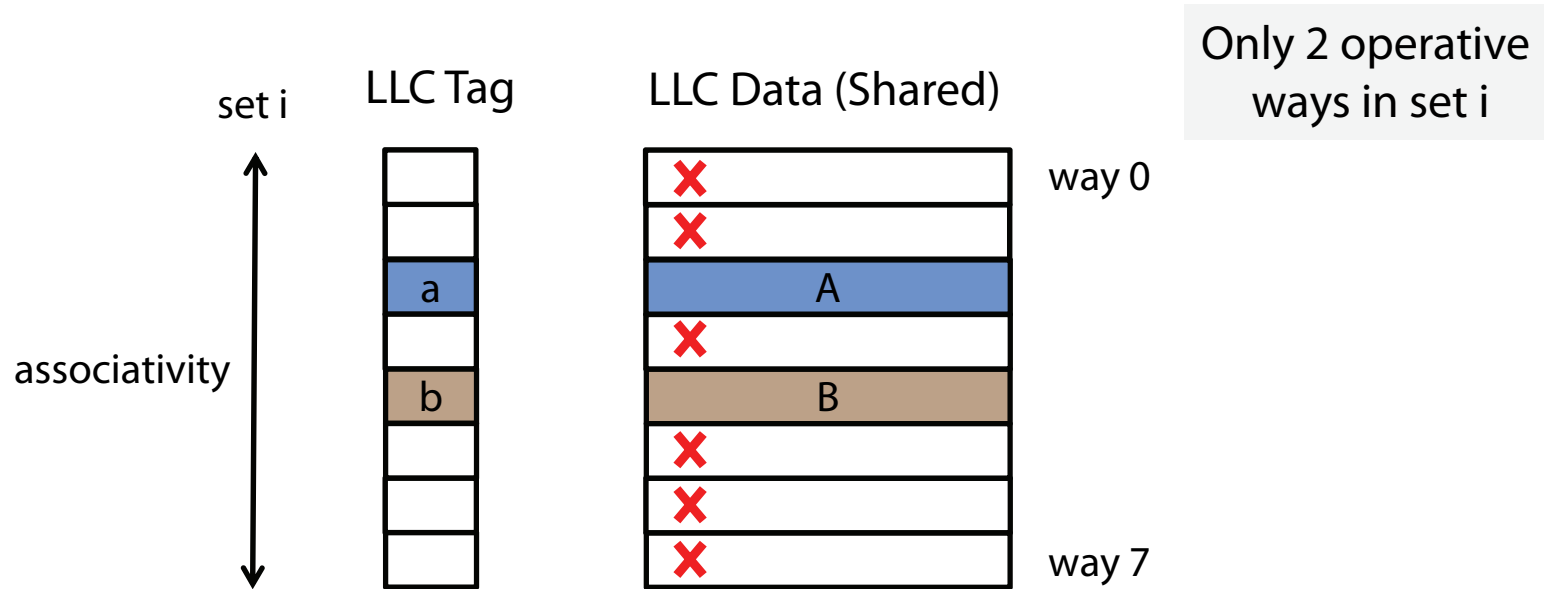 Only 2 operative
ways in set i
set i
LLC Tag
LLC Data (Shared)
way 0
a
A
associativity
b
B
way 7